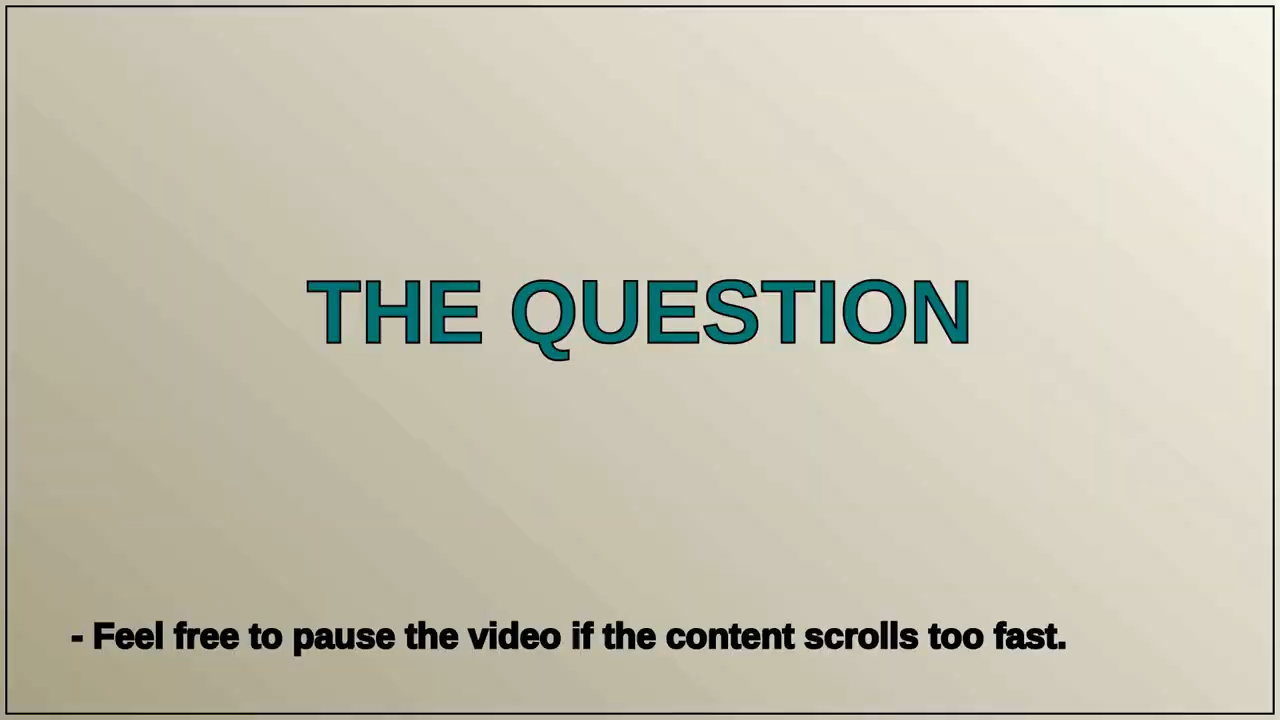 THE QUESTION
- Feel free to pause the video if the content scrolls too fast.